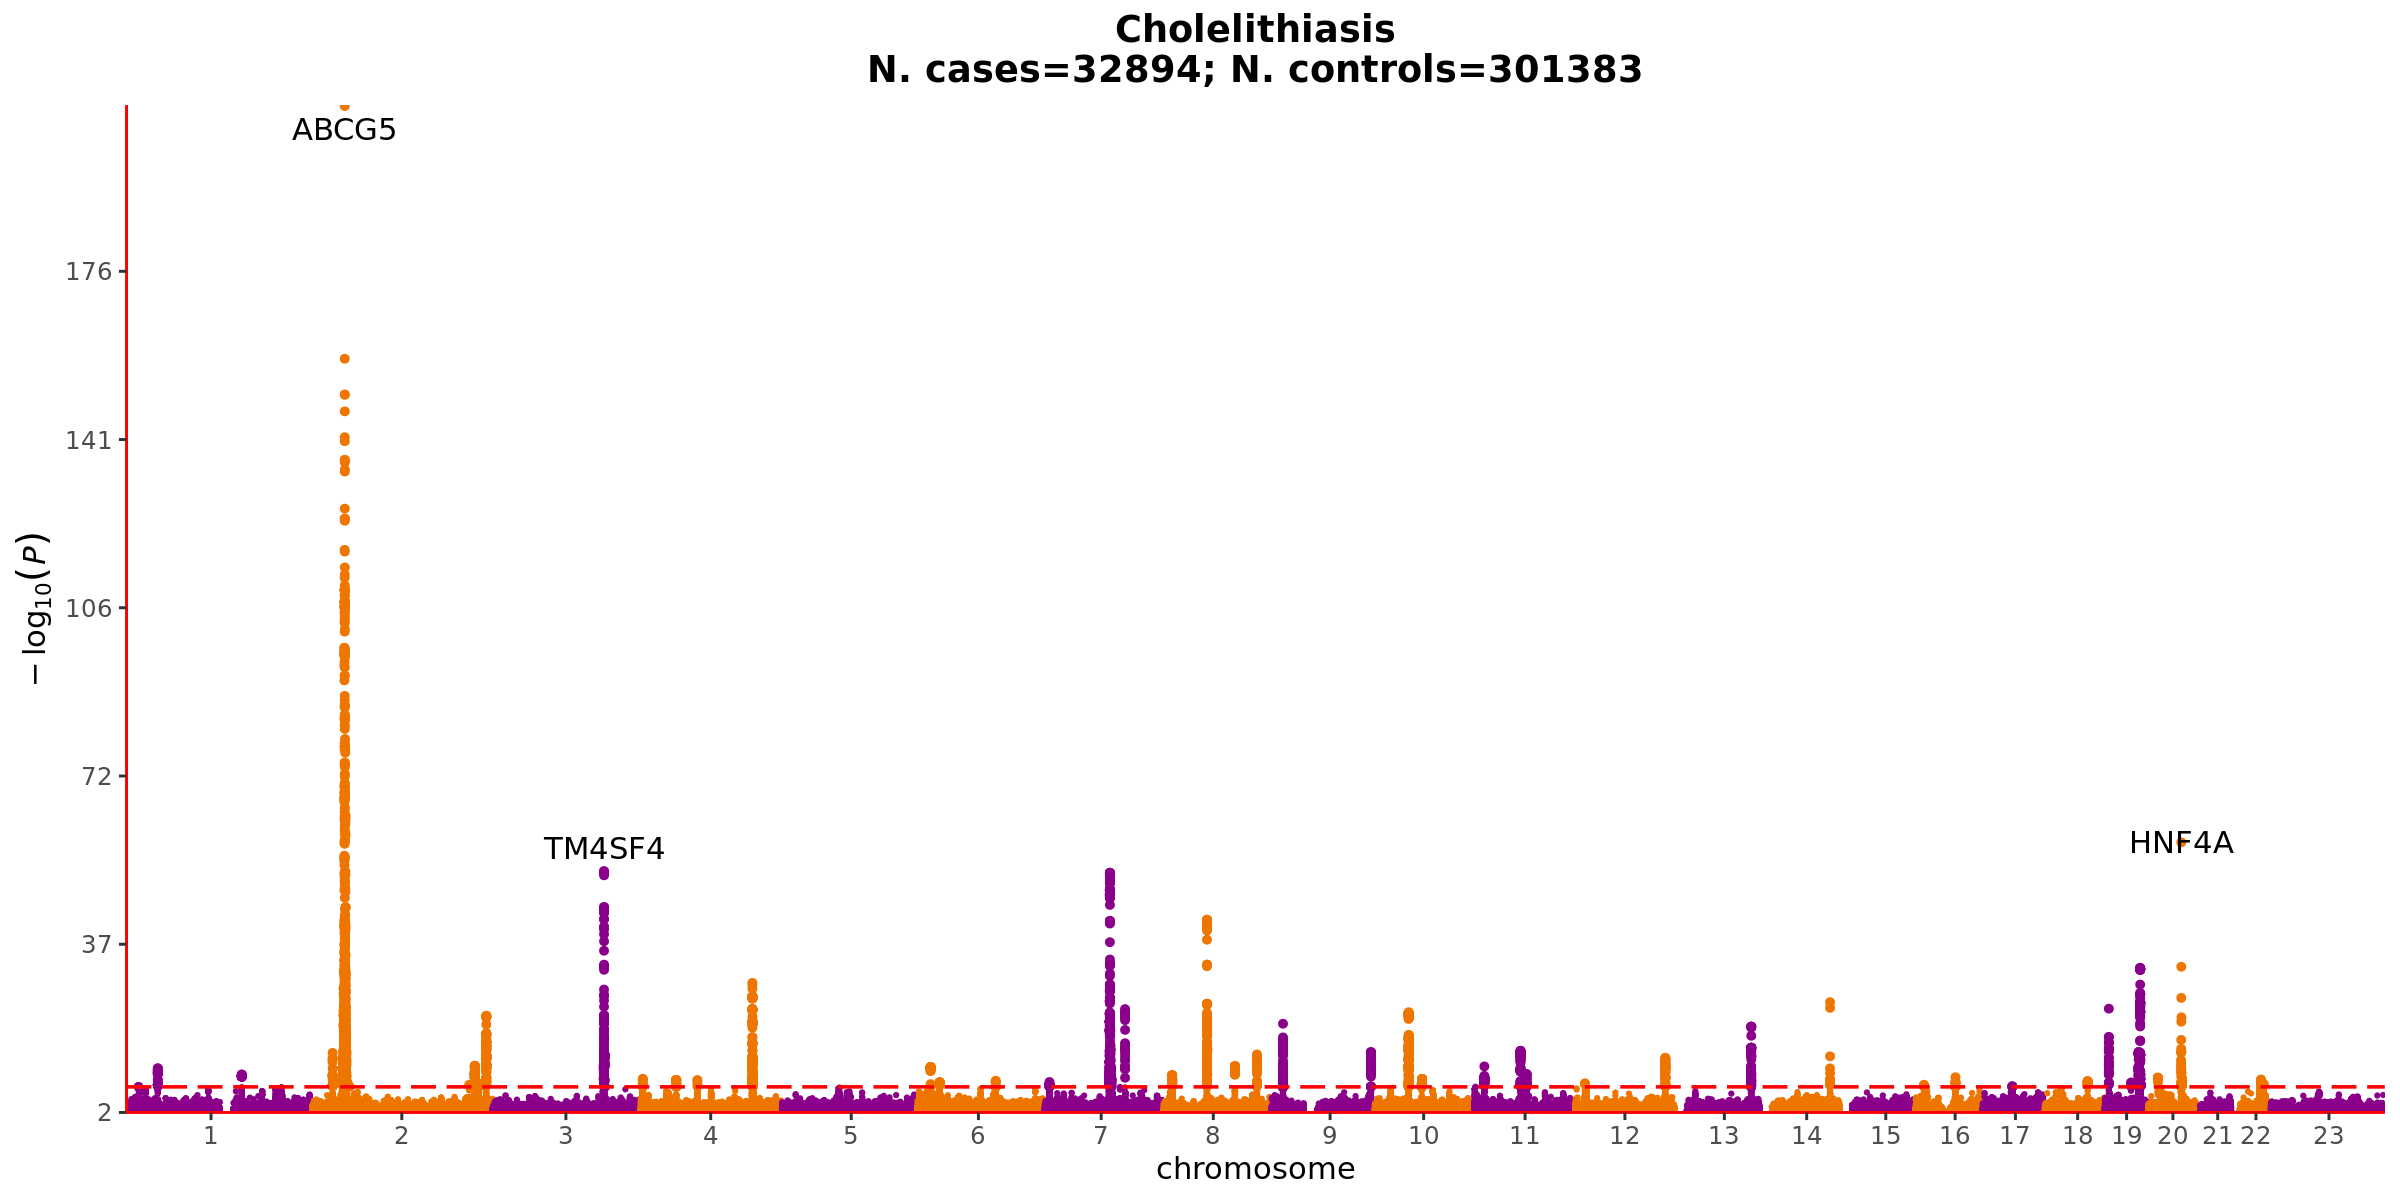 Cholelithiasis
N. cases=32894; N. controls=301383
ABCG5
176
141
106
72
37
2
−log10(P)
TM4SF4
HNF4A
1 2 3 4 5 6 7 8 9 10 11 12 13 14 15 16 17 18 19 20 21 22 23
chromosome